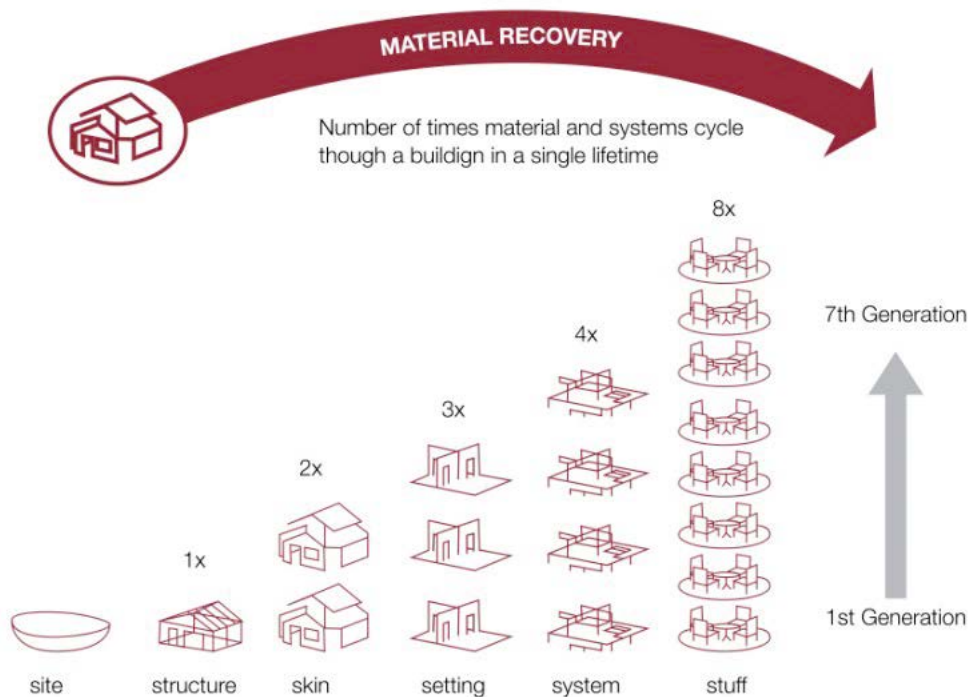 MATERIAL RECOVERY
Number of times material and systems cycle
though a buildign in a single lifetime
8x
7th Generation
4x
3x
2x
1x
1st Generation
site
structure
skin
setting
system
stuff